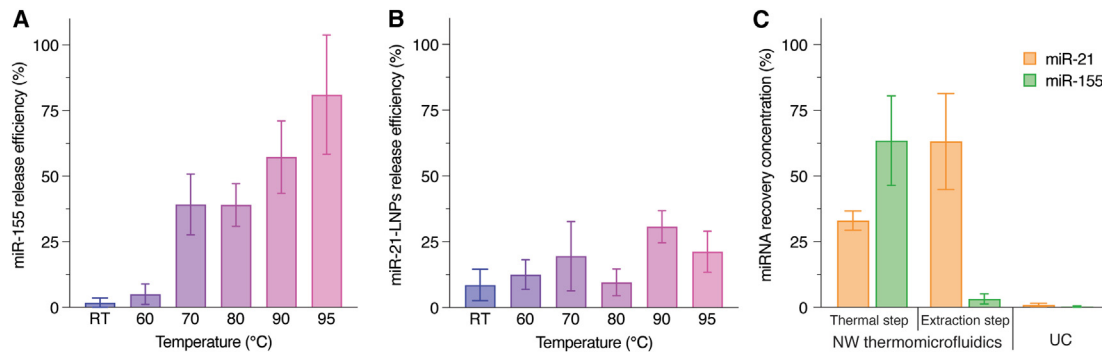 A
miR-155 release efficiency (%)
100
75
50
25
0
RT 60 70 80 90 95
Temperature (°C)
B
miR-21-LNPs release efficiency (%)
100
75
50
25
0
RT 60 70 80 90 95
Temperature (°C)
C
miRNA recovery concentration (%)
100
75
50
25
0
miR-21
miR-155
Thermal step Extraction step
NW thermomicrofluidics UC